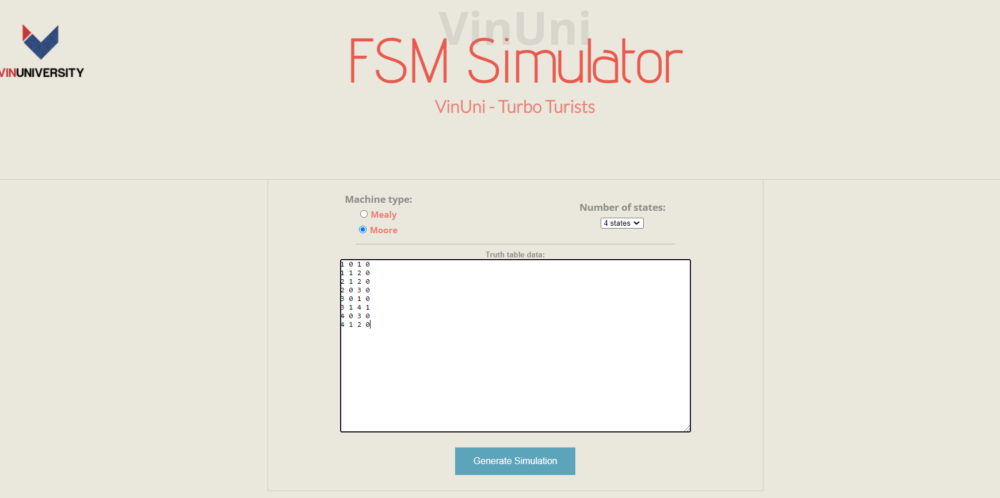 VinUni
FSM Simulator
VinUni - Turbo Turists
VINUNIVERSITY
Machine type:
Mealy
Moore
Number of states:
4 states
Truth table data:
1 0 1 0
1 1 2 0
2 1 2 0
2 0 3 0
3 0 1 0
3 1 4 1
4 0 3 0
4 1 2 0
Generate Simulation